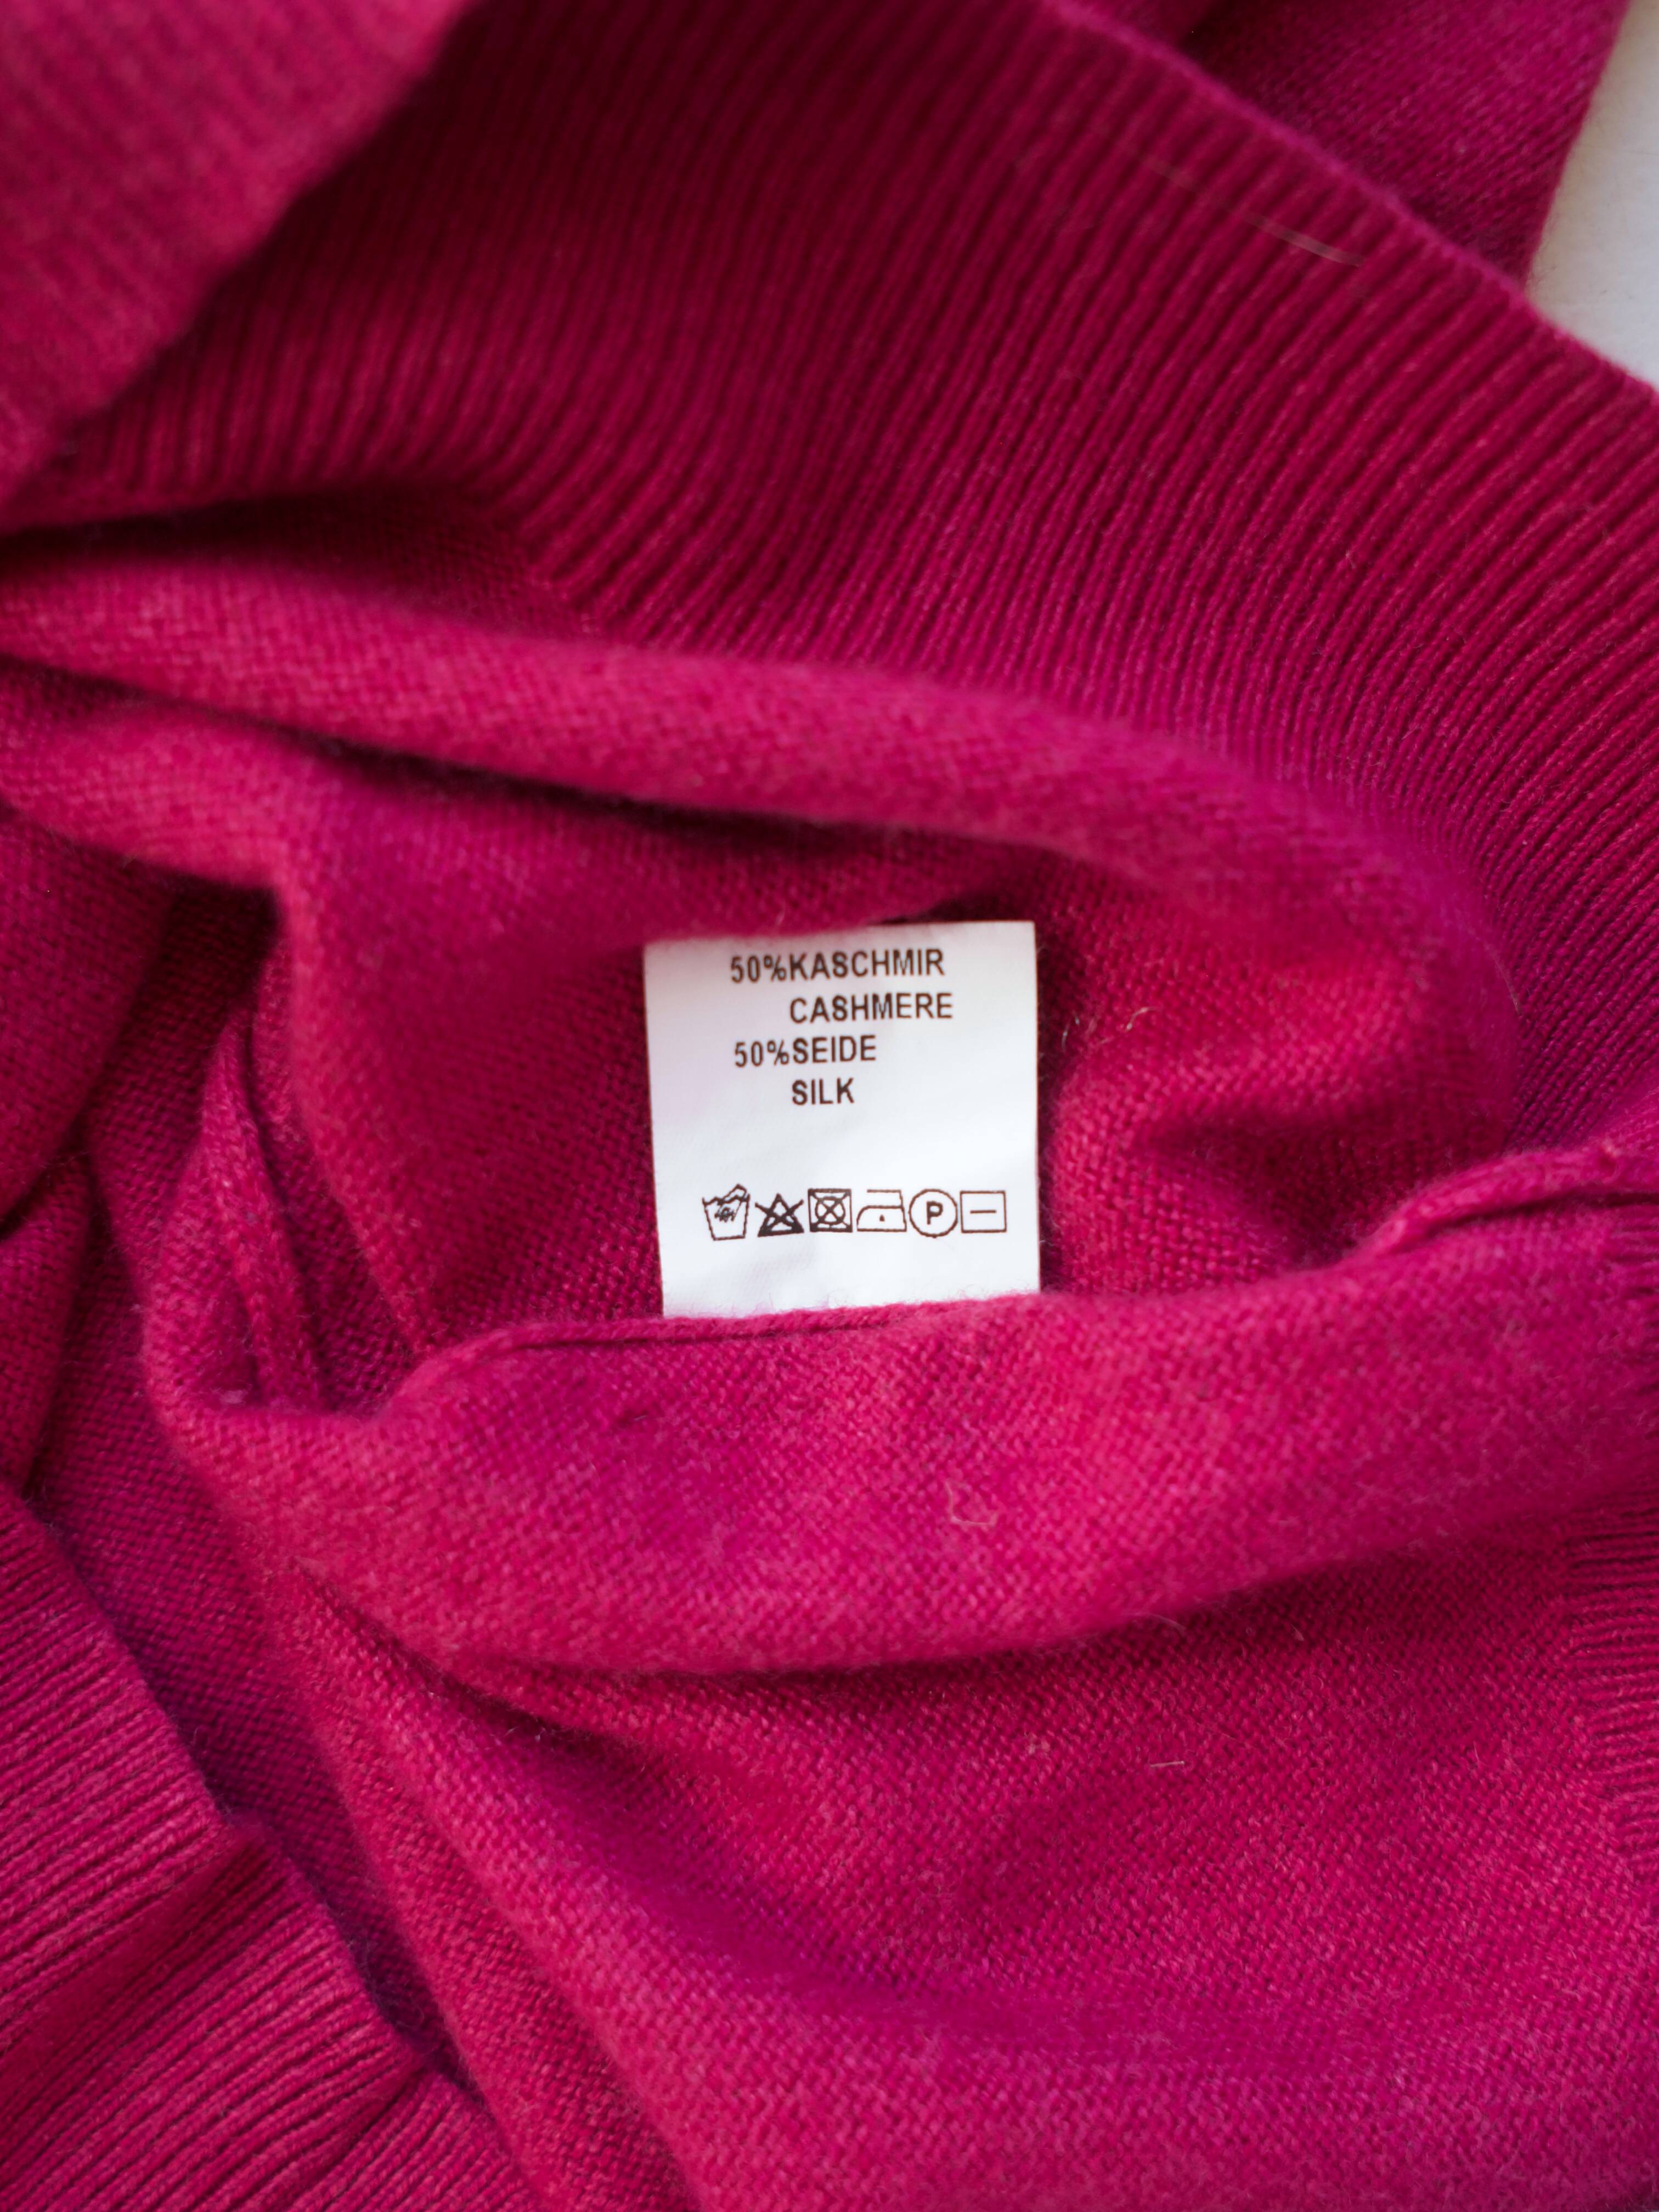 50%KASCHMIR
CASHMERE
50%SEIDE
SILK
P